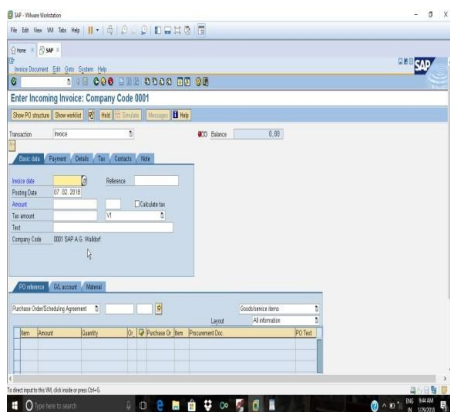 SAP - VMware Workstation
File Edit View VM Tabs Help
Home SAP
Invoice Document Edit Goto System Help
SAP
Enter Incoming Invoice: Company Code 0001
Show PO structure Show worklist Hold Simulate Messages Help
Transaction Invoice Balance 0,00
Basic data Payment Details Tax Contacts Note
Invoice date Reference
Posting Date 07.02.2018
Amount Calculate tax
Tax amount
Text
Company Code 0001 SAP A.G. Walldorf
PO reference G/L account Material
Purchase Order/Scheduling Agreement Goods/service items
Layout All information
Item Amount Quantity Or. Purchase Or. Item Procurement Doc. PO Text
To direct input to this VM, click inside or press Ctrl+G.
Type here to search
ENG 9:44 AM
IN